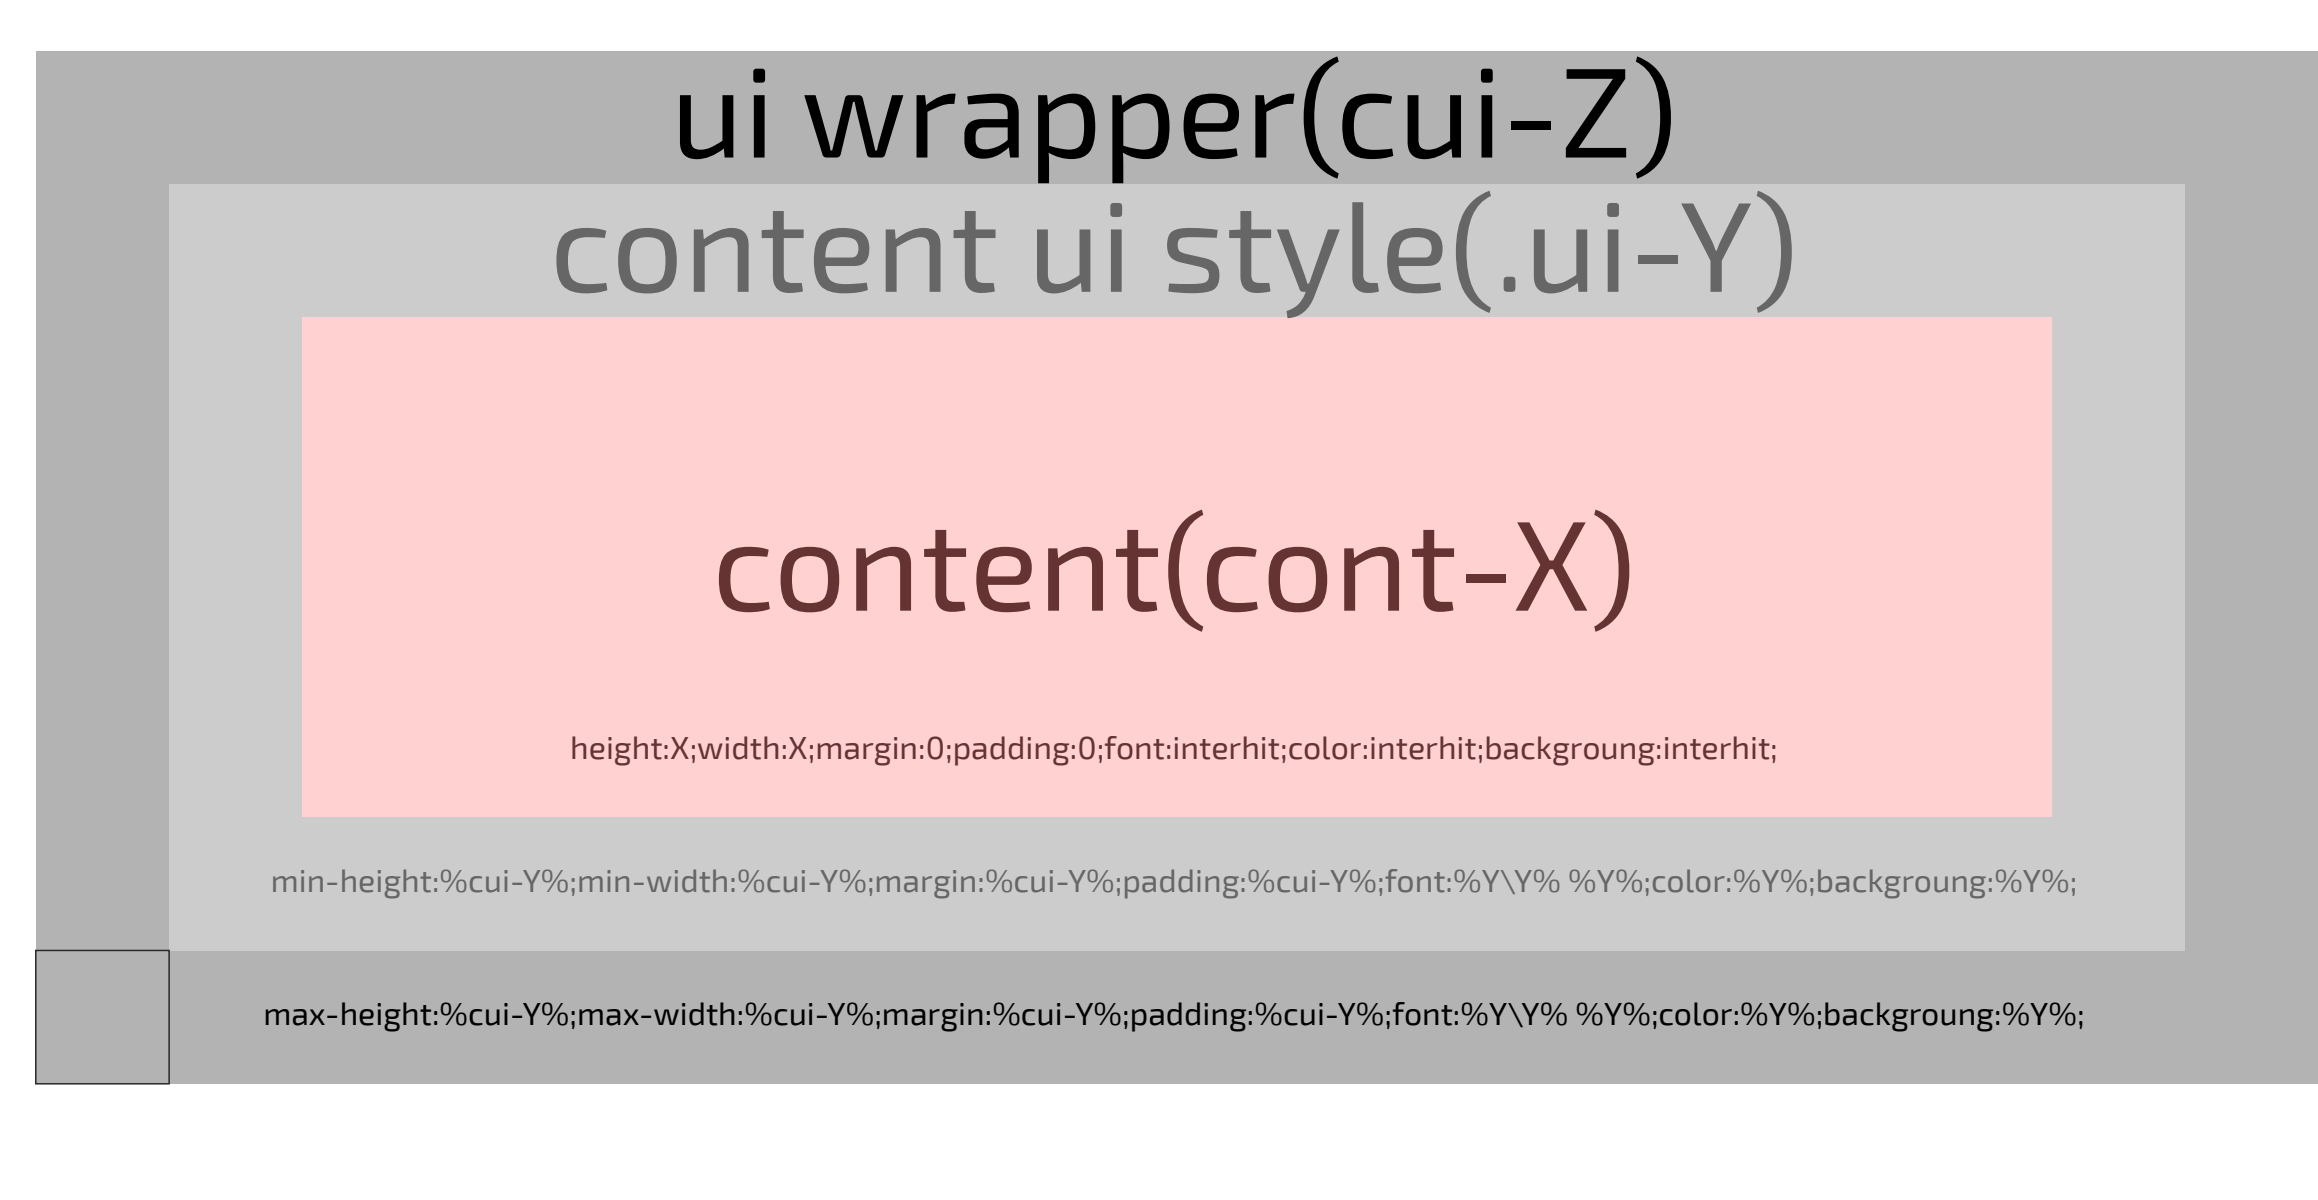 ui wrapper(cui-Z)
content ui style(.ui-Y)
content(cont-X)
height:X;width:X;margin:0;padding:0;font:interhit;color:interhit;backgroung:interhit;
min-height:%cui-Y%;min-width:%cui-Y%;margin:%cui-Y%;padding:%cui-Y%;font:%Y\Y% %Y%;color:%Y%;backgroung:%Y%;
max-height:%cui-Y%;max-width:%cui-Y%;margin:%cui-Y%;padding:%cui-Y%;font:%Y\Y% %Y%;color:%Y%;backgroung:%Y%;